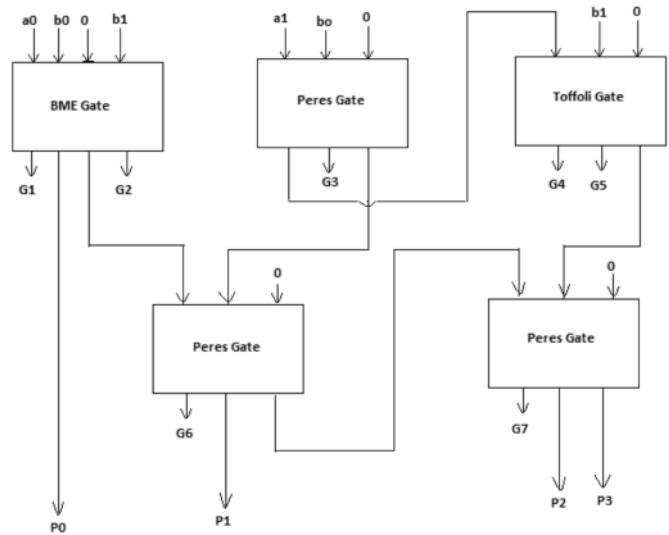 a0 b0 0 b1
a1 bo 0
b1 0
BME Gate
Peres Gate
Toffoli Gate
G1
G2
G3
G4
G5
0
0
Peres Gate
Peres Gate
G6
G7
P0
P1
P2
P3